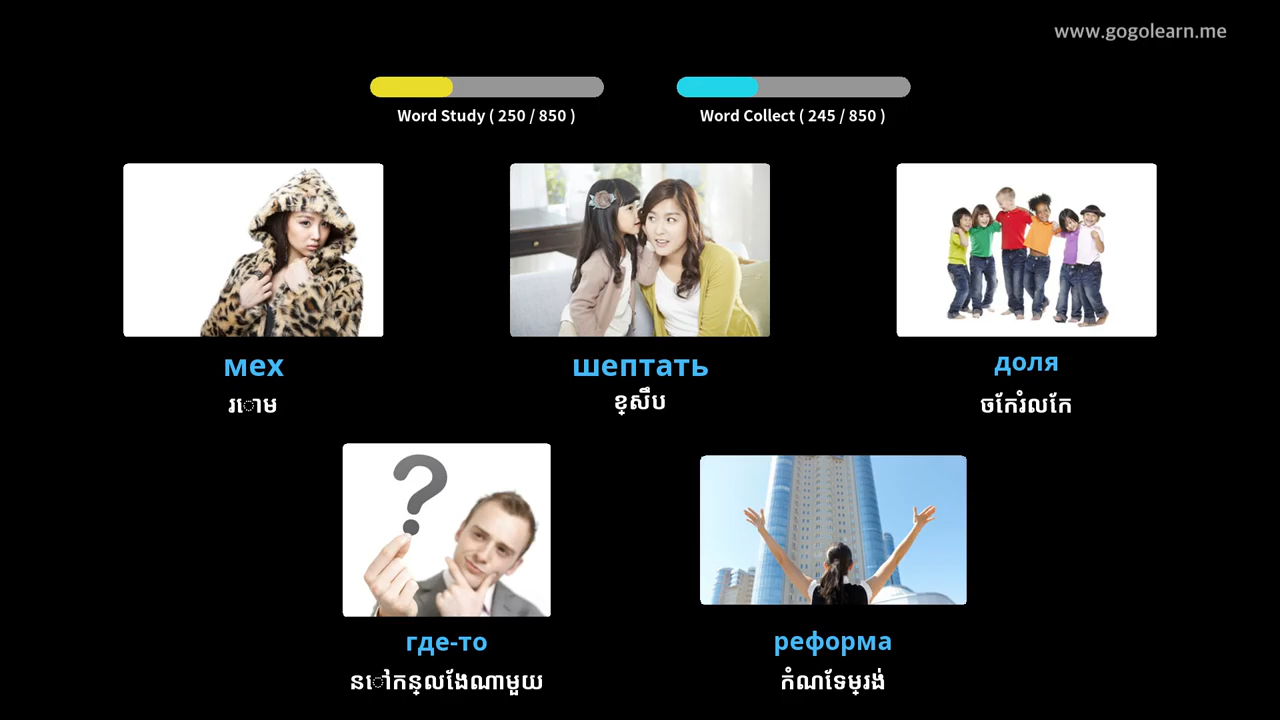 www.gogolearn.me
Word Study ( 250 / 850 )
Word Collect ( 245 / 850 )
мех
шептать
доля
រោម
ខ្សឹប
ចែករំលែក
где-то
реформа
នៅកន្លែងណាមួយ
កំណែទម្រង់